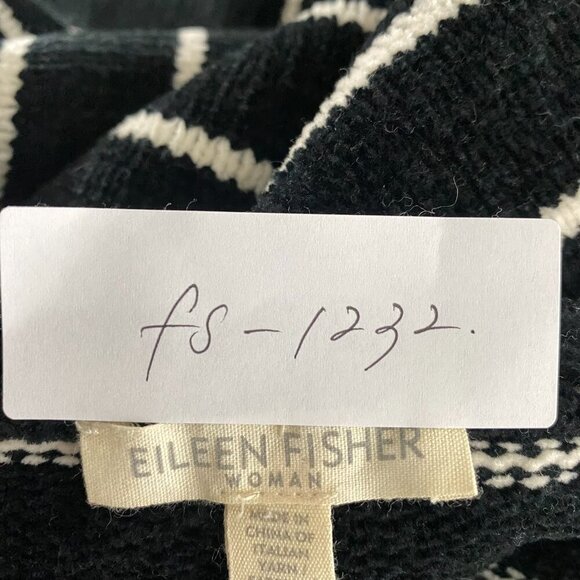 fs-1232.
EILEEN FISHER
WOMAN
MADE IN
CHINA OF
ITALIAN
YARN /